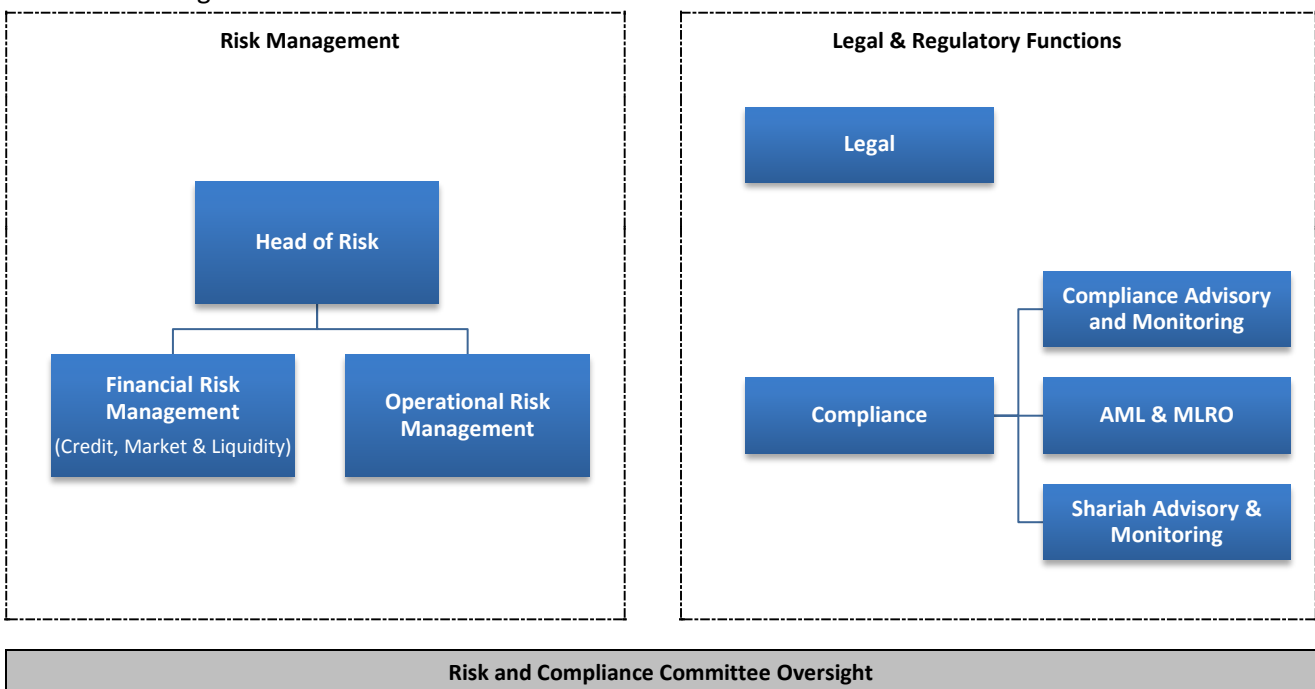 Risk Management
Head of Risk
Financial Risk
Management
(Credit, Market & Liquidity)
Operational Risk
Management
Legal & Regulatory Functions
Legal
Compliance
Compliance Advisory
and Monitoring
AML & MLRO
Shariah Advisory &
Monitoring
Risk and Compliance Committee Oversight